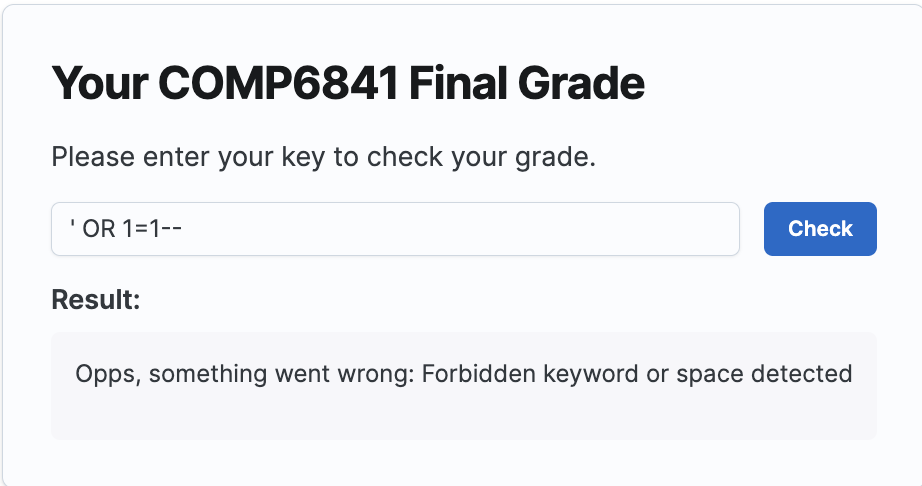 Your COMP6841 Final Grade
Please enter your key to check your grade.
' OR 1=1--
Check
Result:
Opps, something went wrong: Forbidden keyword or space detected